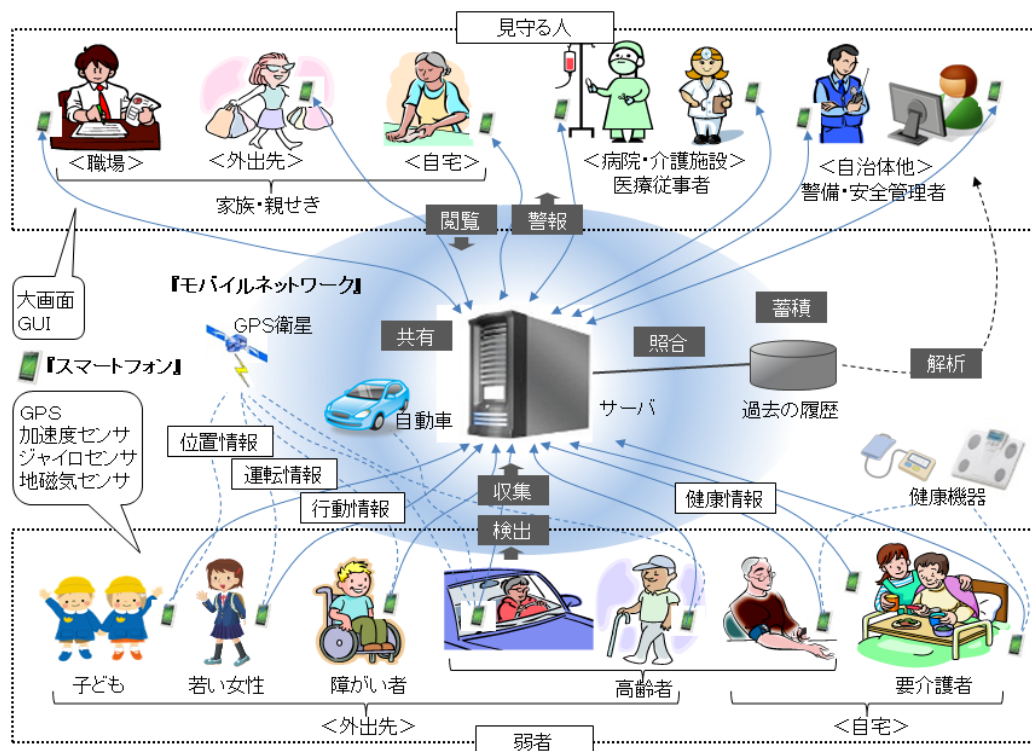 見守る人
＜職場＞
＜外出先＞
＜自宅＞
家族・親せき
＜病院・介護施設＞
医療従事者
＜自治体他＞
警備・安全管理者
閲覧
警報
大画面
GUI
『モバイルネットワーク』
GPS衛星
共有
蓄積
照合
解析
『スマートフォン』
自動車
サーバ
過去の履歴
GPS
加速度センサ
ジャイロセンサ
地磁気センサ
位置情報
運転情報
行動情報
収集
健康情報
健康機器
検出
子ども
若い女性
障がい者
高齢者
要介護者
＜外出先＞
＜自宅＞
弱者